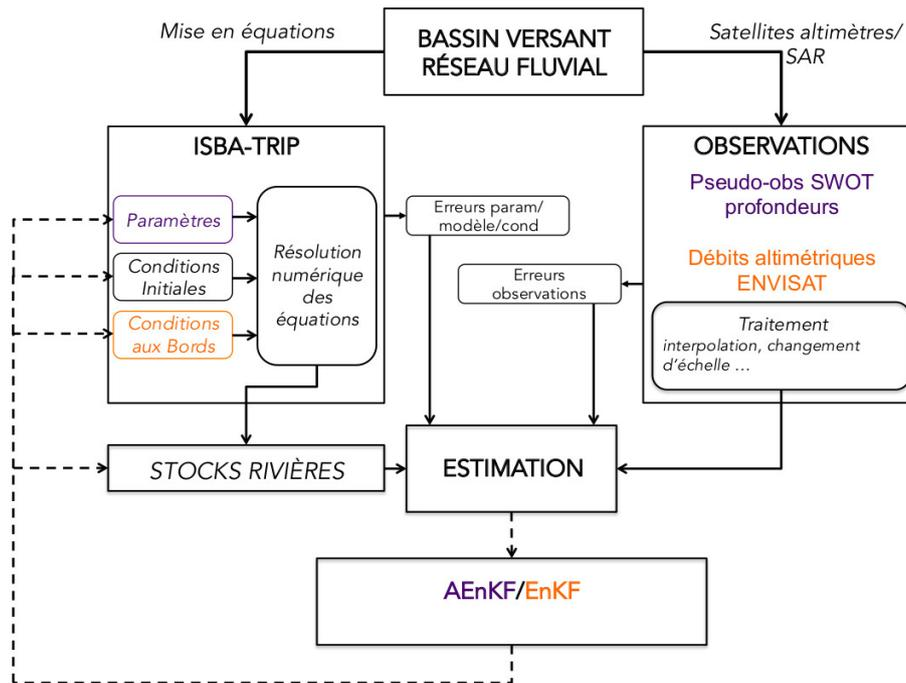 Mise en équations
BASSIN VERSANT
RÉSEAU FLUVIAL
Satellites altimètres/
SAR
ISBA-TRIP
Paramètres
Conditions
Initiales
Conditions
aux Bords
Résolution
numérique
des
équations
Erreurs param/
modèle/cond
Erreurs
observations
OBSERVATIONS
Pseudo-obs SWOT
profondeurs
Débits altimétriques
ENVISAT
Traitement
interpolation, changement
d'échelle ...
STOCKS RIVIÈRES
ESTIMATION
AEnKF/EnKF